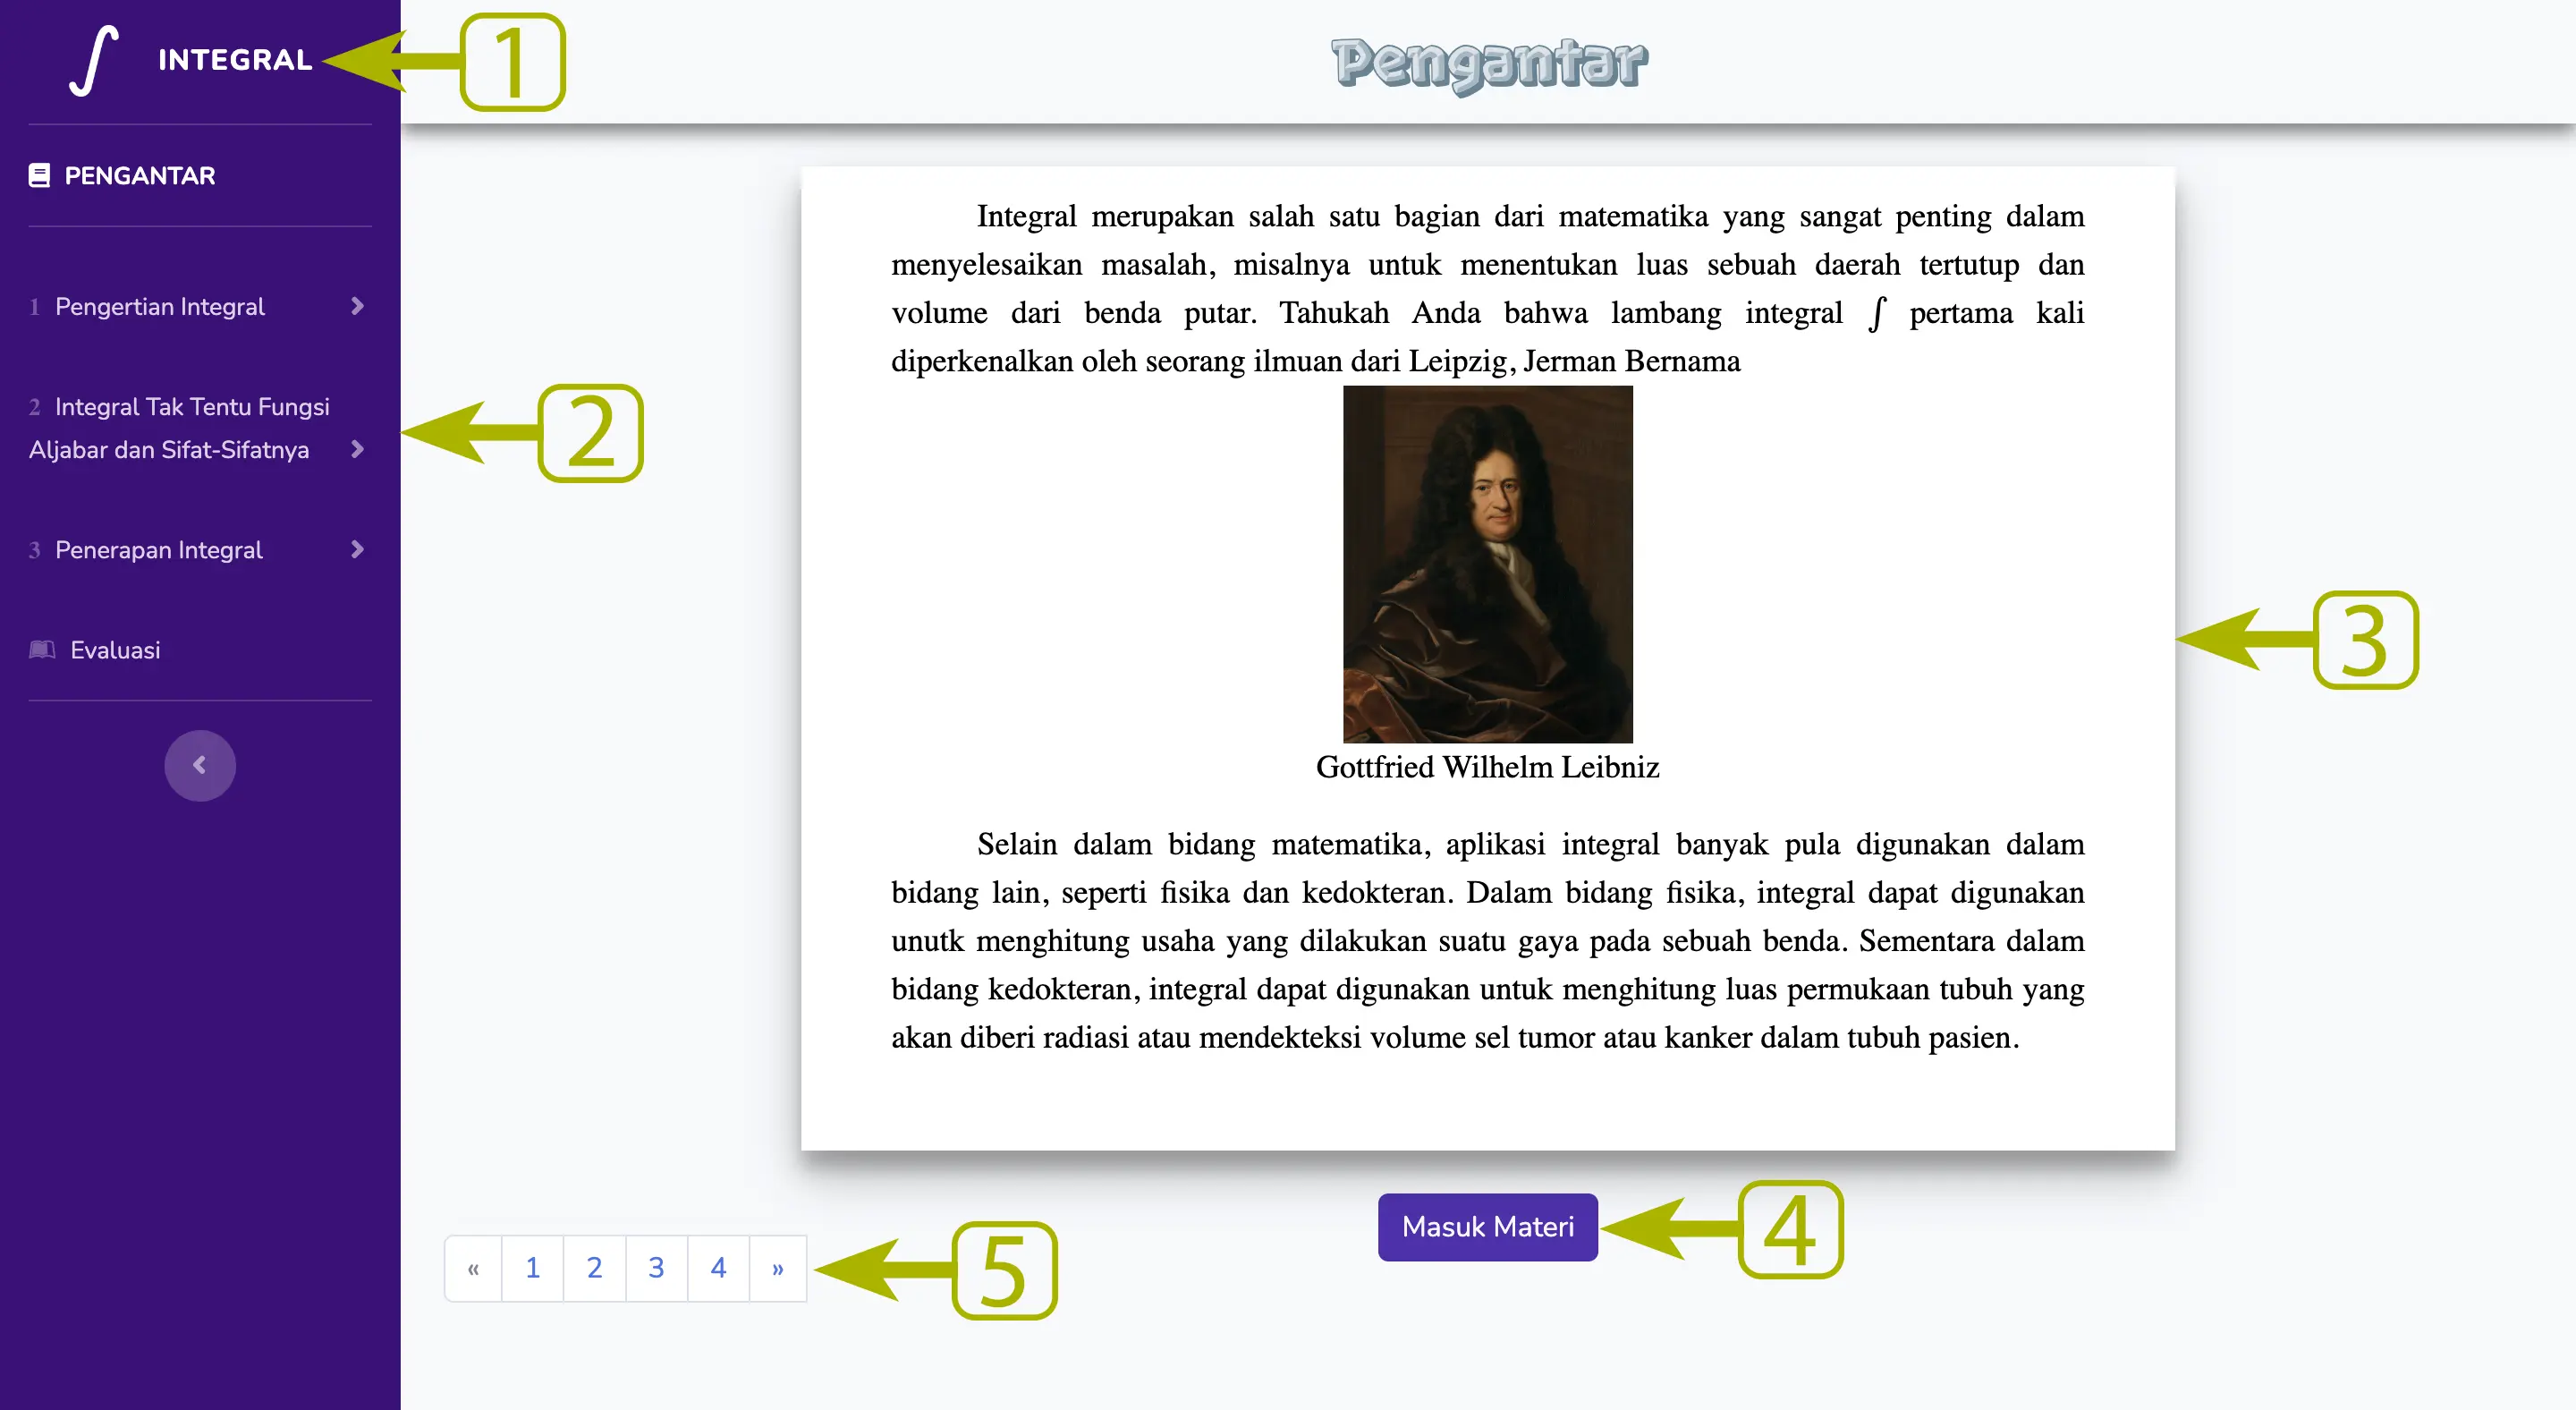 ∫ INTEGRAL
1
PENGANTAR
1 Pengertian Integral
2 Integral Tak Tentu Fungsi
Aljabar dan Sifat-Sifatnya
2
3 Penerapan Integral
Evaluasi
Pengantar
Integral merupakan salah satu bagian dari matematika yang sangat penting dalam
menyelesaikan masalah, misalnya untuk menentukan luas sebuah daerah tertutup dan
volume dari benda putar. Tahukah Anda bahwa lambang integral ∫ pertama kali
diperkenalkan oleh seorang ilmuan dari Leipzig, Jerman Bernama
Gottfried Wilhelm Leibniz
Selain dalam bidang matematika, aplikasi integral banyak pula digunakan dalam
bidang lain, seperti fisika dan kedokteran. Dalam bidang fisika, integral dapat digunakan
unutk menghitung usaha yang dilakukan suatu gaya pada sebuah benda. Sementara dalam
bidang kedokteran, integral dapat digunakan untuk menghitung luas permukaan tubuh yang
akan diberi radiasi atau mendekteksi volume sel tumor atau kanker dalam tubuh pasien.
3
Masuk Materi
4
« 1 2 3 4 »
5